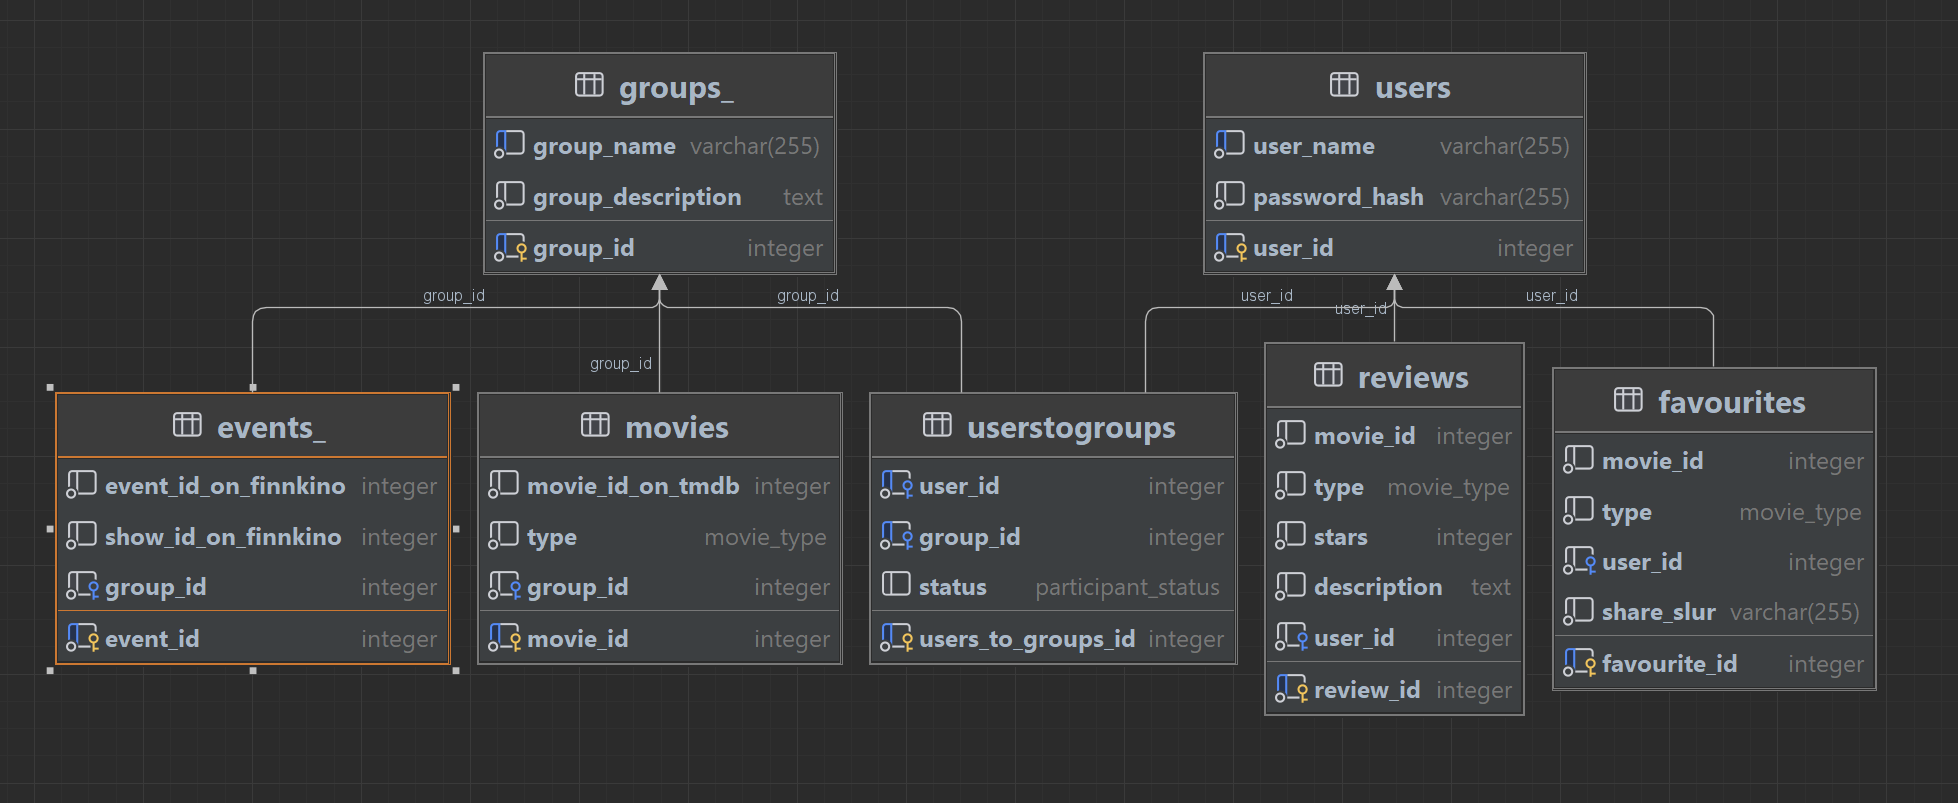 groups_
group_name varchar(255)
group_description text
group_id integer
users
user_name varchar(255)
password_hash varchar(255)
user_id integer
group_id
group_id
group_id
user_id
user_id
user_id
events_
event_id_on_finnkino integer
show_id_on_finnkino integer
group_id integer
event_id integer
movies
movie_id_on_tmdb integer
type movie_type
group_id integer
movie_id integer
userstogroups
user_id integer
group_id integer
status participant_status
users_to_groups_id integer
reviews
movie_id integer
type movie_type
stars integer
description text
user_id integer
review_id integer
favourites
movie_id integer
type movie_type
user_id integer
share_slur varchar(255)
favourite_id integer